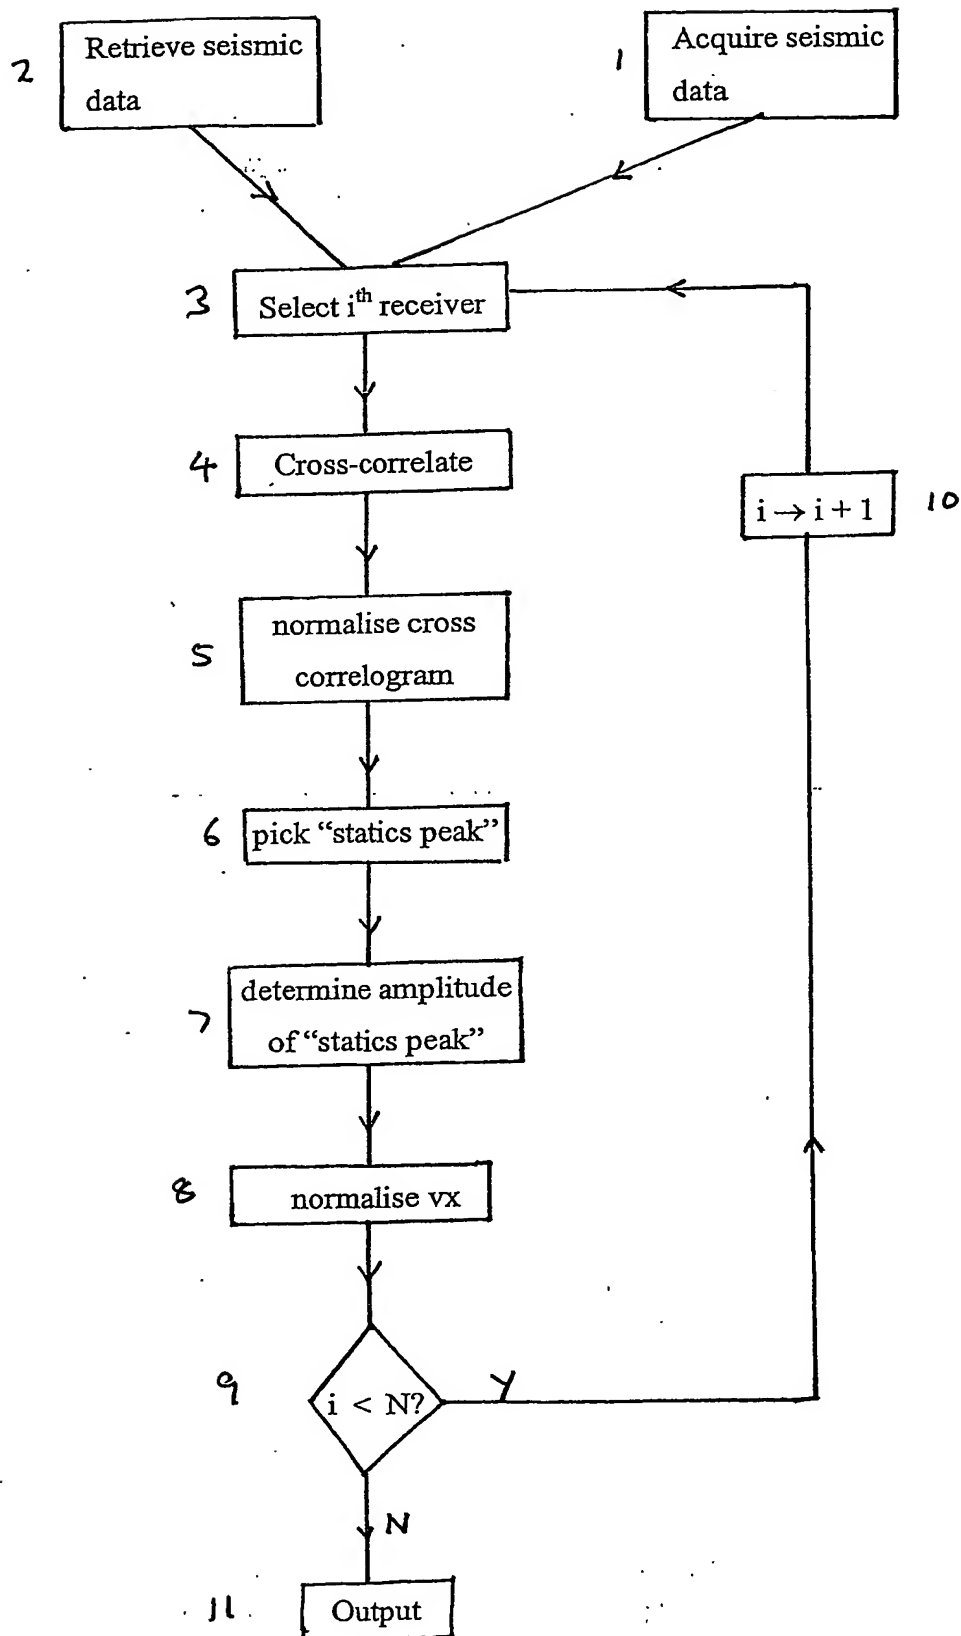 2
Retrieve seismic
data
1
Acquire seismic
data
3
Select iᵗʰ receiver
4
Cross-correlate
i → i + 1
10
5
normalise cross
correlogram
6
pick “statics peak”
7
determine amplitude
of “statics peak”
8
normalise vx
9
i < N?
Y
N
11
Output